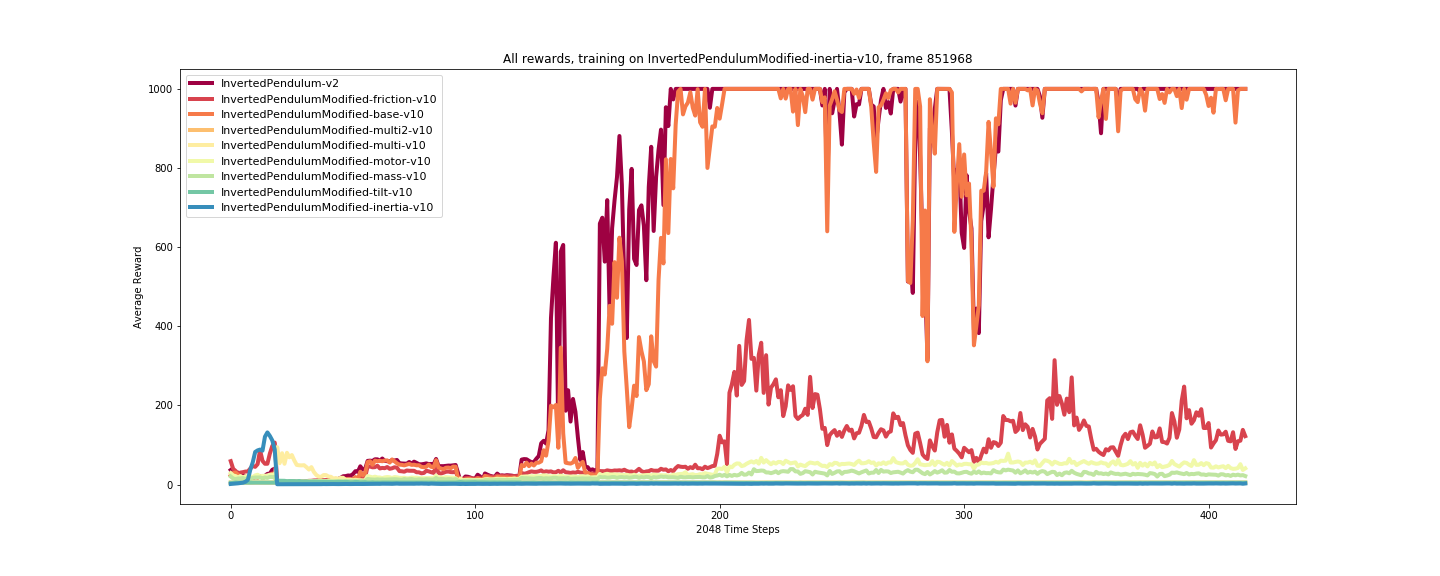 All rewards, training on InvertedPendulumModified-inertia-v10, frame 851968
InvertedPendulum-v2
InvertedPendulumModified-friction-v10
InvertedPendulumModified-base-v10
InvertedPendulumModified-multi2-v10
InvertedPendulumModified-multi-v10
InvertedPendulumModified-motor-v10
InvertedPendulumModified-mass-v10
InvertedPendulumModified-tilt-v10
InvertedPendulumModified-inertia-v10
1000
800
600
400
200
0
Average Reward
0 100 200 300 400
2048 Time Steps